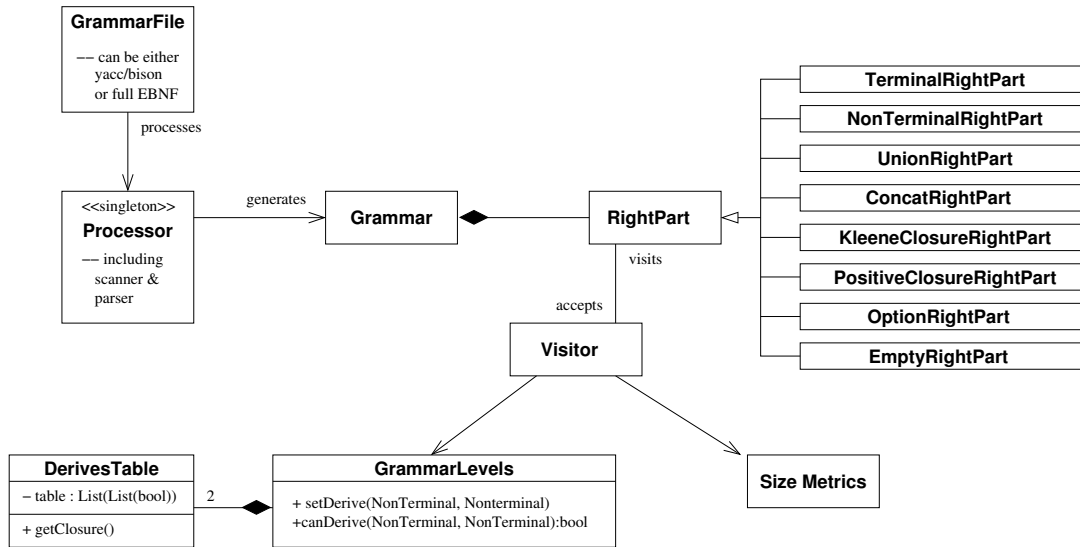 GrammarFile
−− can be either
yacc/bison
or full EBNF
processes
<<singleton>>
Processor
−− including
scanner &
parser
generates
Grammar
RightPart
visits
accepts
Visitor
TerminalRightPart
NonTerminalRightPart
UnionRightPart
ConcatRightPart
KleeneClosureRightPart
PositiveClosureRightPart
OptionRightPart
EmptyRightPart
DerivesTable
− table : List(List(bool))
+ getClosure()
2
GrammarLevels
+ setDerive(NonTerminal, Nonterminal)
+canDerive(NonTerminal, NonTerminal):bool
Size Metrics